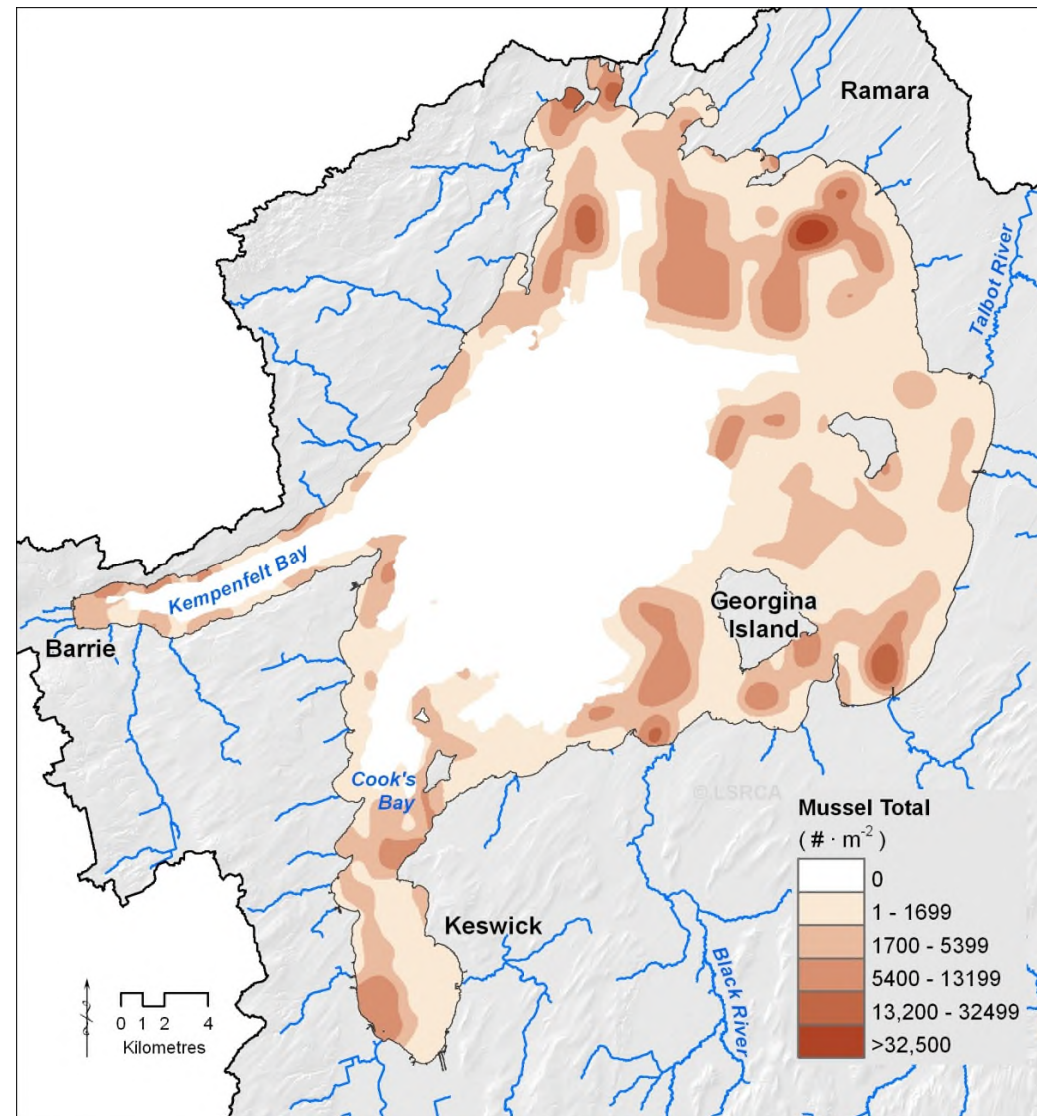 Ramara
Talbot River
Kempenfelt Bay
Barrie
Georgina
Island
Cook's
Bay
© LSRCA
Keswick
Black River
Mussel Total
( # · m⁻² )
0
1 - 1699
1700 - 5399
5400 - 13199
13,200 - 32499
>32,500
0 1 2 4
Kilometres